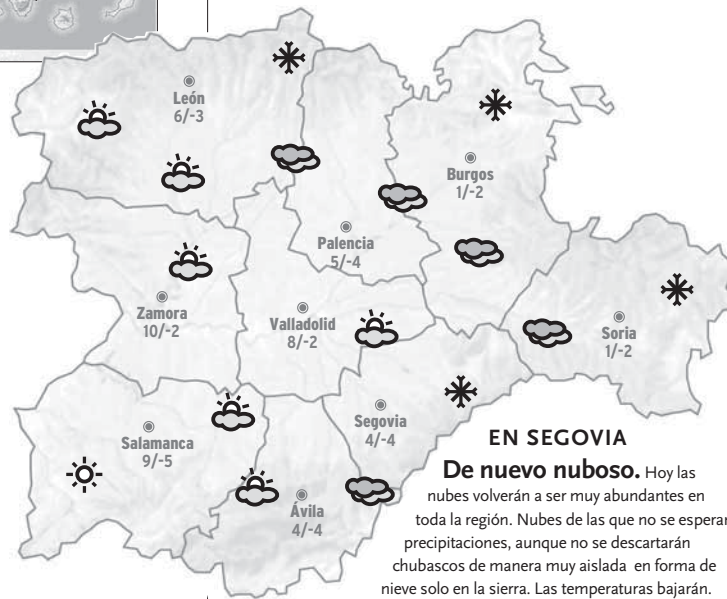 León
6/-3
Burgos
1/-2
Palencia
5/-4
Zamora
10/-2
Valladolid
8/-2
Soria
1/-2
Salamanca
9/-5
Segovia
4/-4
Ávila
4/-4
EN SEGOVIA
De nuevo nuboso. Hoy las
nubes volverán a ser muy abundantes en
toda la región. Nubes de las que no se esperan
precipitaciones, aunque no se descartarán
chubascos de manera muy aislada en forma de
nieve solo en la sierra. Las temperaturas bajarán.